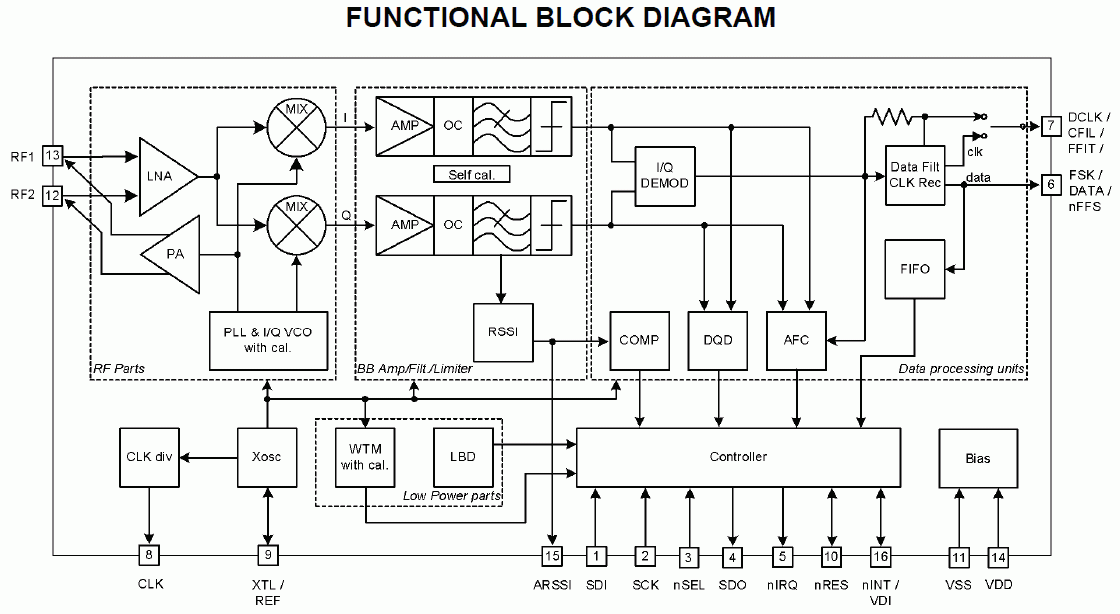 FUNCTIONAL BLOCK DIAGRAM
MIX
I
AMP
OC
DCLK /
CFIL /
FFIT /
7
RF1
13
LNA
Self cal.
I/Q
DEMOD
clk
Data Filt
CLK Rec
data
RF2
12
6
FSK /
DATA /
nFFS
MIX
Q
AMP
OC
PA
FIFO
PLL & I/Q VCO
with cal.
RSSI
COMP
DQD
AFC
RF Parts
BB Amp/Filt./Limiter
Data processing units
CLK div
Xosc
WTM
with cal.
LBD
Low Power parts
Controller
Bias
8
9
15
1
2
3
4
5
10
16
11
14
CLK
XTL /
REF
ARSSI
SDI
SCK
nSEL
SDO
nIRQ
nRES
nINT /
VDI
VSS
VDD